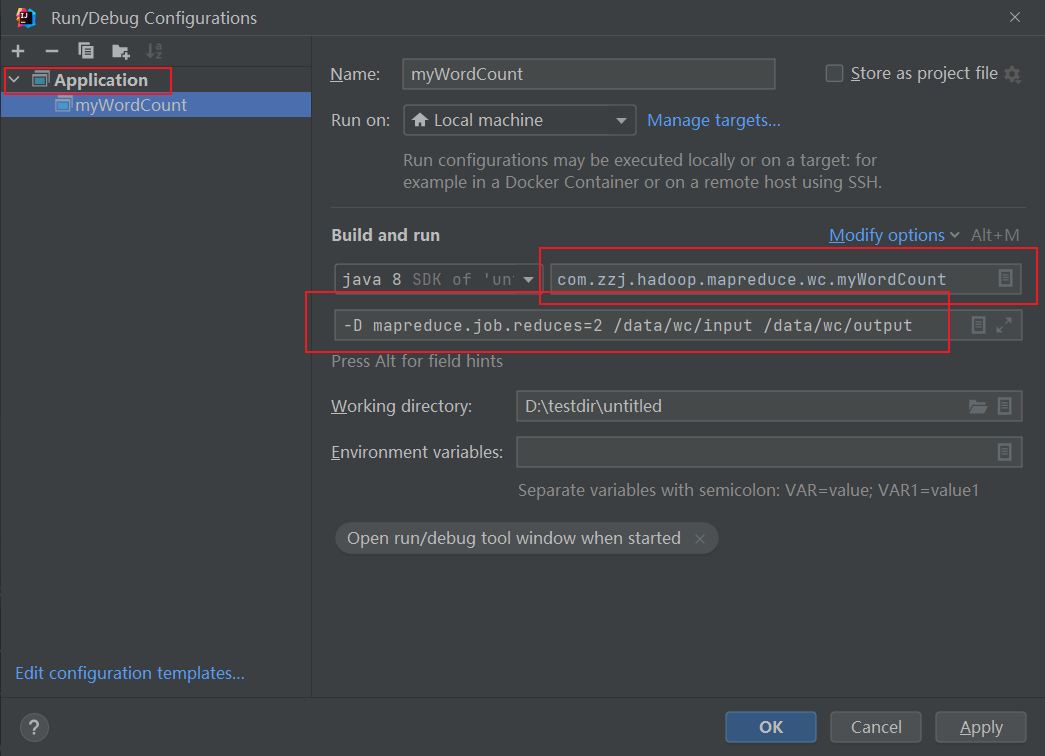 Run/Debug Configurations
Application
myWordCount
Name: myWordCount Store as project file
Run on: Local machine Manage targets...
Run configurations may be executed locally or on a target: for
example in a Docker Container or on a remote host using SSH.
Build and run Modify options Alt+M
java 8 SDK of 'un com.zzj.hadoop.mapreduce.wc.myWordCount
-D mapreduce.job.reduces=2 /data/wc/input /data/wc/output
Press Alt for field hints
Working directory: D:\testdir\untitled
Environment variables:
Separate variables with semicolon: VAR=value; VAR1=value1
Open run/debug tool window when started
Edit configuration templates...
? OK Cancel Apply